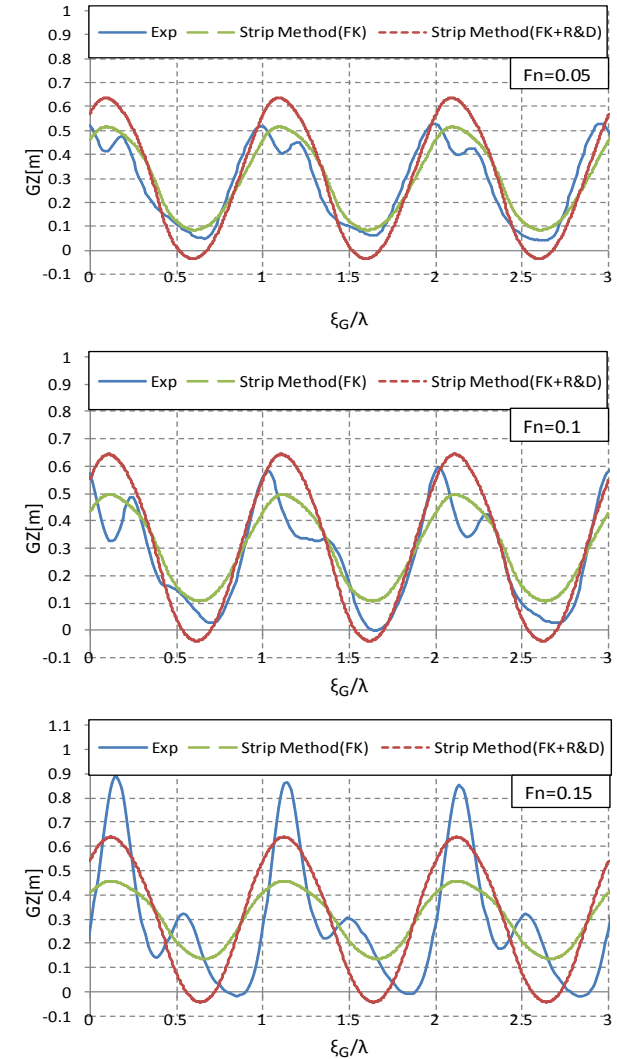 1
Exp Strip Method(FK) Strip Method(FK+R&D)
0.9
0.8
Fn=0.05
0.7
0.6
0.5
0.4
0.3
0.2
0.1
0
-0.1
GZ[m]
0 0.5 1 1.5 2 2.5 3
ξG/λ
1
Exp Strip Method(FK) Strip Method(FK+R&D)
0.9
0.8
Fn=0.1
0.7
0.6
0.5
0.4
0.3
0.2
0.1
0
-0.1
GZ[m]
0 0.5 1 1.5 2 2.5 3
ξG/λ
1.1
Exp Strip Method(FK) Strip Method(FK+R&D)
1
0.9
Fn=0.15
0.8
0.7
0.6
0.5
0.4
0.3
0.2
0.1
0
-0.1
GZ[m]
0 0.5 1 1.5 2 2.5 3
ξG/λ